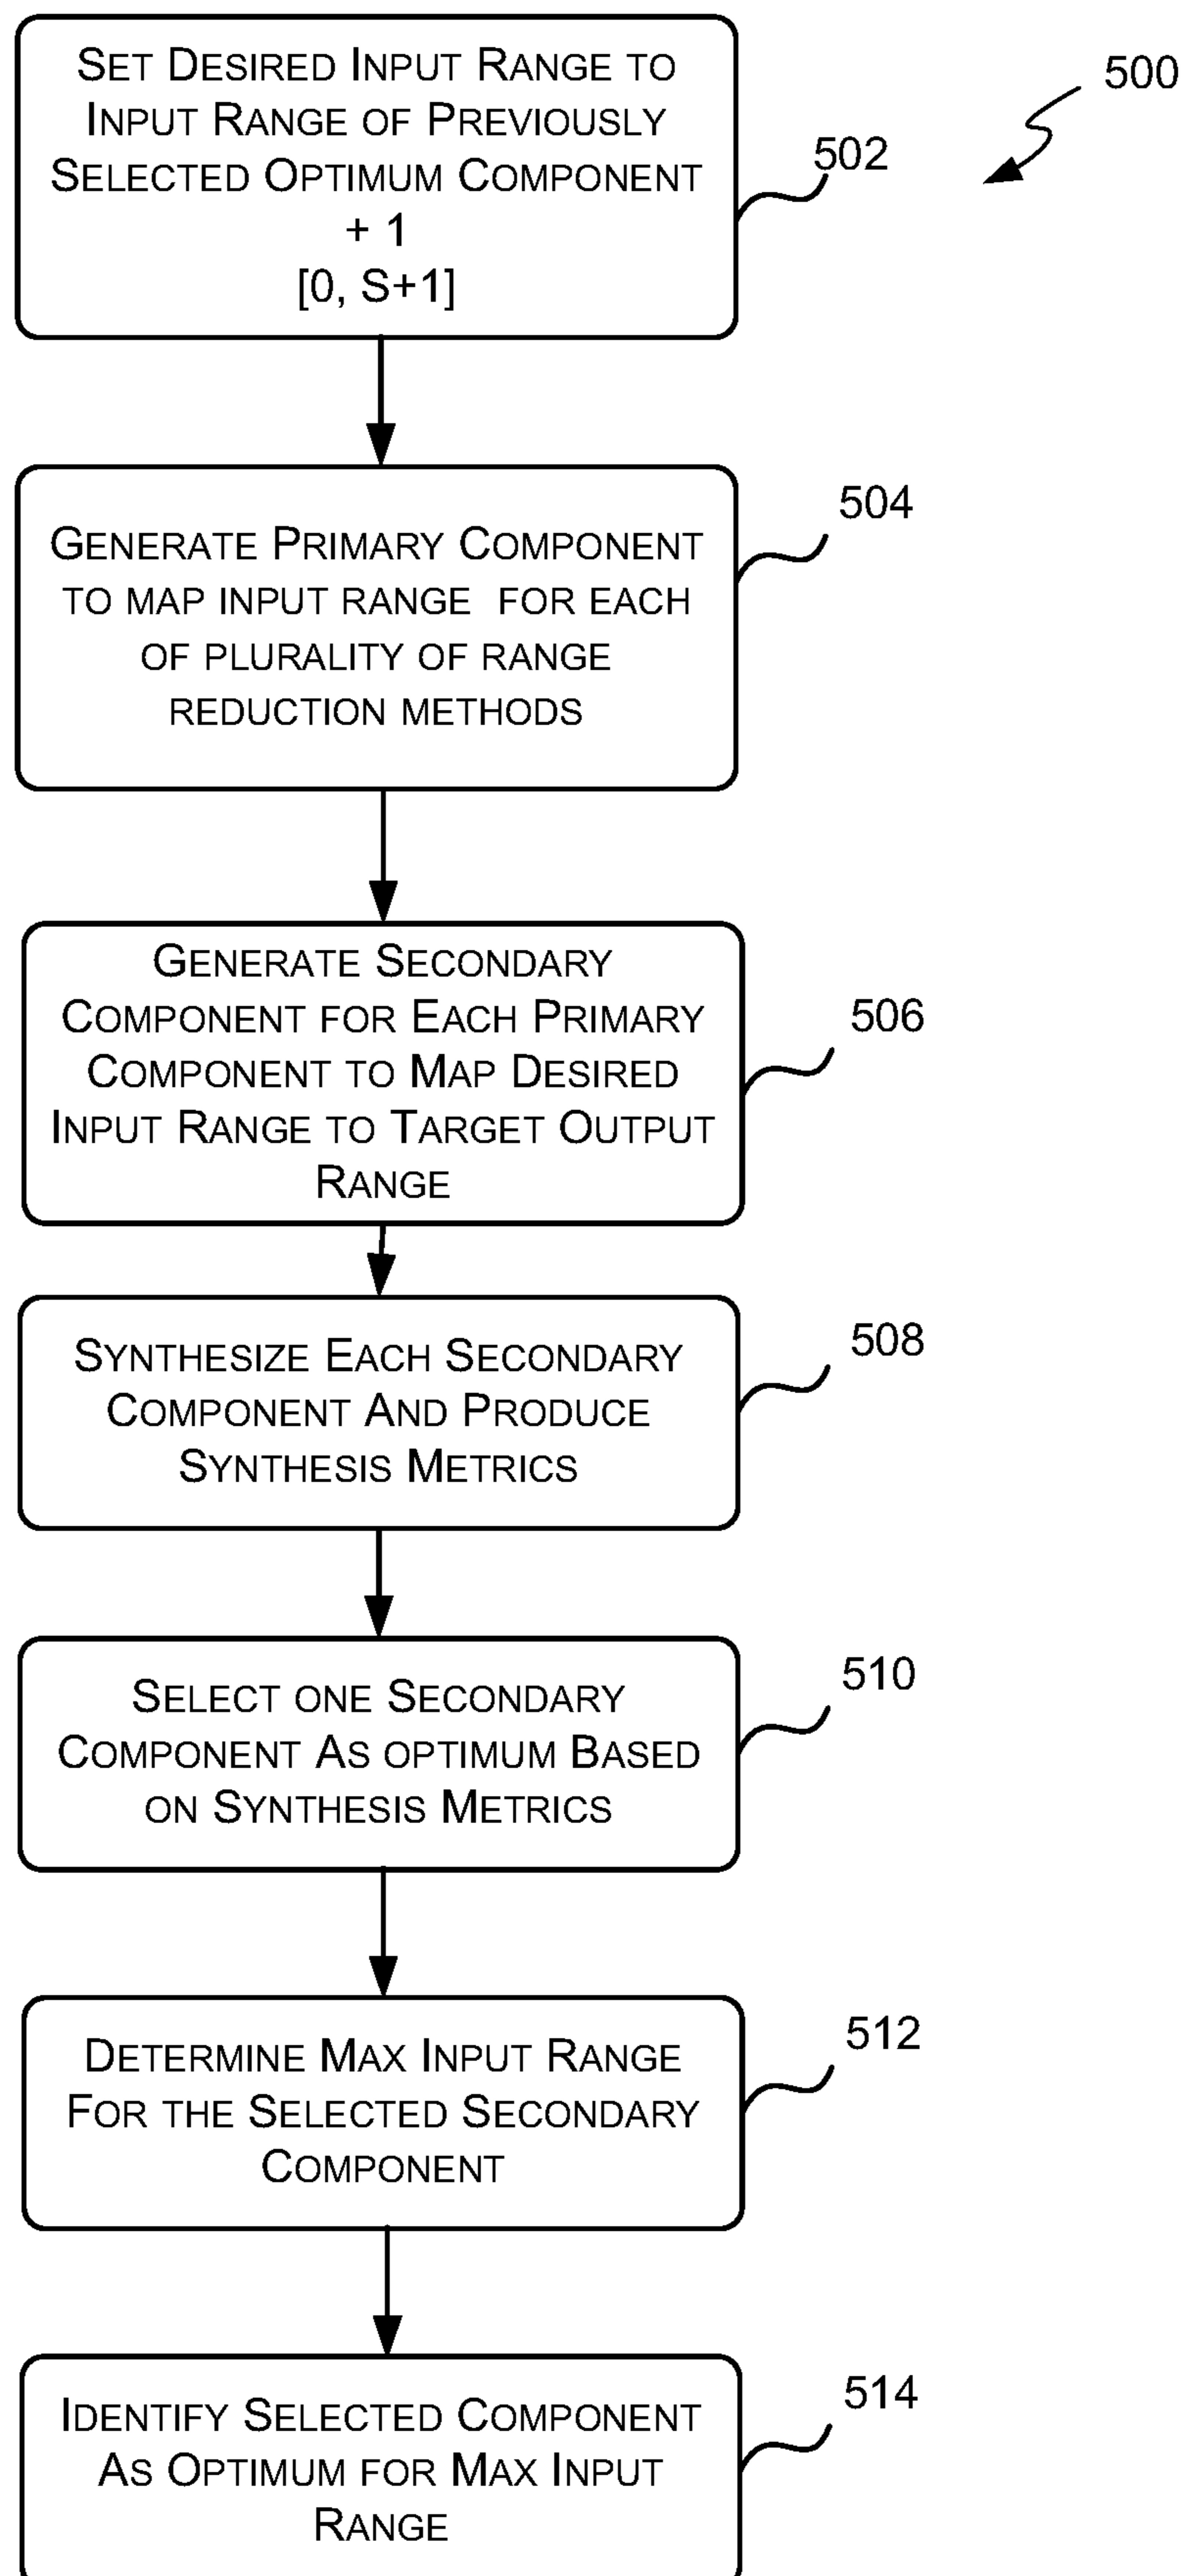 SET DESIRED INPUT RANGE TO
INPUT RANGE OF PREVIOUSLY
SELECTED OPTIMUM COMPONENT
+ 1
[0, S+1]
500
502
GENERATE PRIMARY COMPONENT
TO MAP INPUT RANGE FOR EACH
OF PLURALITY OF RANGE
REDUCTION METHODS
504
GENERATE SECONDARY
COMPONENT FOR EACH PRIMARY
COMPONENT TO MAP DESIRED
INPUT RANGE TO TARGET OUTPUT
RANGE
506
SYNTHESIZE EACH SECONDARY
COMPONENT AND PRODUCE
SYNTHESIS METRICS
508
SELECT ONE SECONDARY
COMPONENT AS OPTIMUM BASED
ON SYNTHESIS METRICS
510
DETERMINE MAX INPUT RANGE
FOR THE SELECTED SECONDARY
COMPONENT
512
IDENTIFY SELECTED COMPONENT
AS OPTIMUM FOR MAX INPUT
RANGE
514